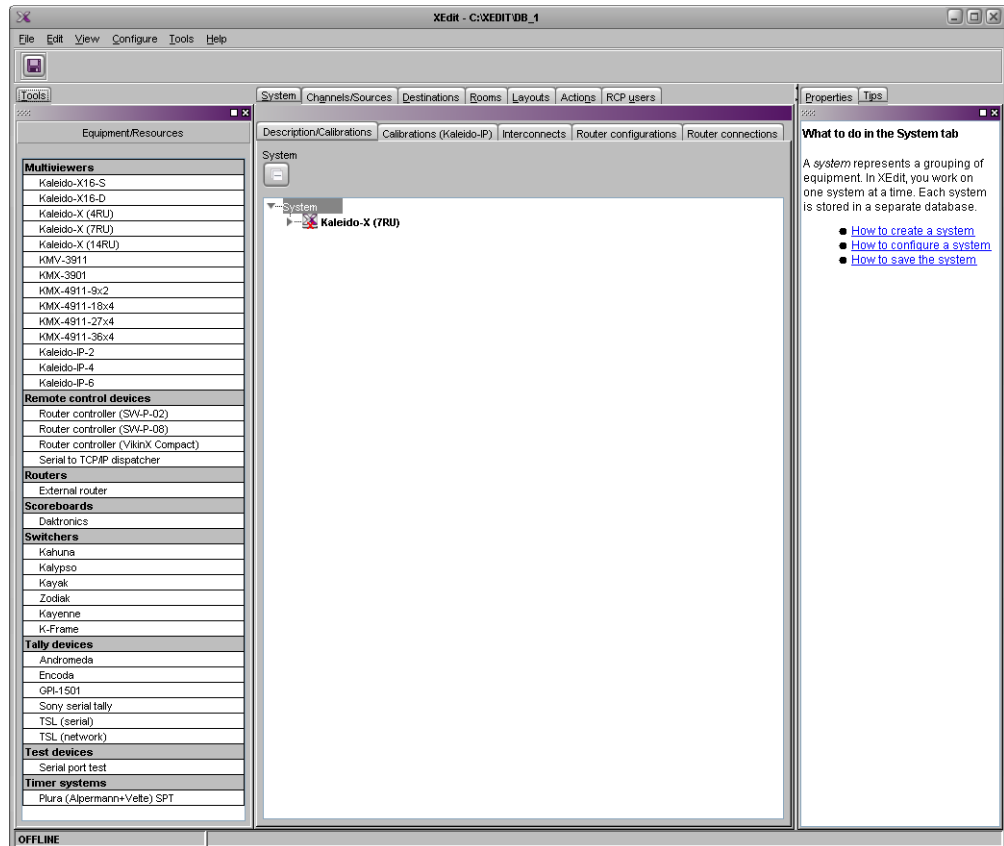 XEdit - C:\XEDIT\DB_1
File Edit View Configure Tools Help
Tools
Equipment/Resources
Multiviewers
Kaleido-X16-S
Kaleido-X16-D
Kaleido-X (4RU)
Kaleido-X (7RU)
Kaleido-X (14RU)
KMV-3911
KMX-3901
KMX-4911-9x2
KMX-4911-18x4
KMX-4911-27x4
KMX-4911-36x4
Kaleido-IP-2
Kaleido-IP-4
Kaleido-IP-6
Remote control devices
Router controller (SW-P-02)
Router controller (SW-P-08)
Router controller (VikinX Compact)
Serial to TCP/IP dispatcher
Routers
External router
Scoreboards
Daktronics
Switchers
Kahuna
Kalypso
Kayak
Zodiak
Kayenne
K-Frame
Tally devices
Andromeda
Encoda
GPI-1501
Sony serial tally
TSL (serial)
TSL (network)
Test devices
Serial port test
Timer systems
Plura (Alpermann+Velte) SPT
System Channels/Sources Destinations Rooms Layouts Actions RCP users
Description/Calibrations Calibrations (Kaleido-IP) Interconnects Router configurations Router connections
System
System
Kaleido-X (7RU)
Properties Tips
What to do in the System tab
A system represents a grouping of
equipment. In XEdit, you work on
one system at a time. Each system
is stored in a separate database.
How to create a system
How to configure a system
How to save the system
OFFLINE